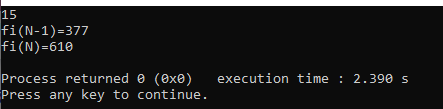 15
fi(N-1)=377
fi(N)=610
Process returned 0 (0x0)   execution time : 2.390 s
Press any key to continue.